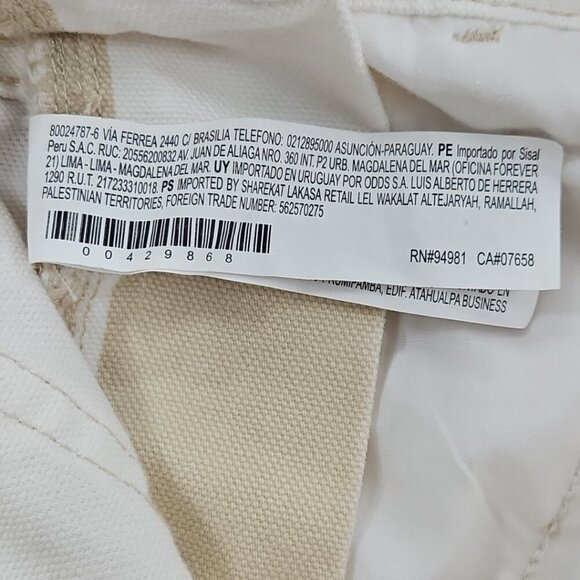 80024787-6 VÍA FERREA 2440 C/ BRASILIA TELEFONO: 0212895000 ASUNCIÓN-PARAGUAY. PE Importado por Sisal
Peru S.A.C. RUC: 20556200832 AV. JUAN DE ALIAGA NRO. 360 INT. P2 URB. MAGDALENA DEL MAR (OFICINA FOREVER
21) LIMA - LIMA - MAGDALENA DEL MAR. UY IMPORTADO EN URUGUAY POR ODDS S.A. LUIS ALBERTO DE HERRERA
1290 R.U.T. 217233310018. PS IMPORTED BY SHAREKAT LAKASA RETAIL LEL WAKALAT ALTEJARYAH, RAMALLAH,
PALESTINIAN TERRITORIES, FOREIGN TRADE NUMBER: 562570275
00429868
RN#94981 CA#07658
EN
RUMIPAMBA, EDIF. ATAHUALPA BUSINESS